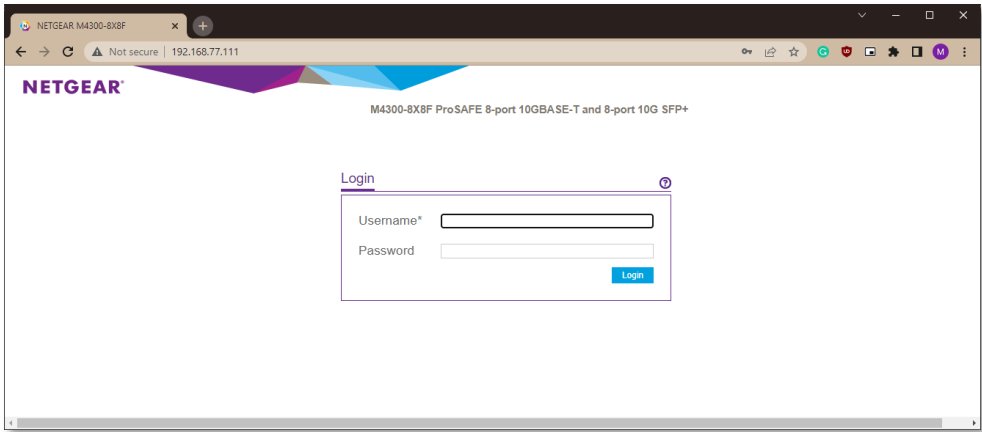 NETGEAR M4300-8X8F
Not secure | 192.168.77.111
M
NETGEAR®
M4300-8X8F ProSAFE 8-port 10GBASE-T and 8-port 10G SFP+
Login
Username*
Password
Login